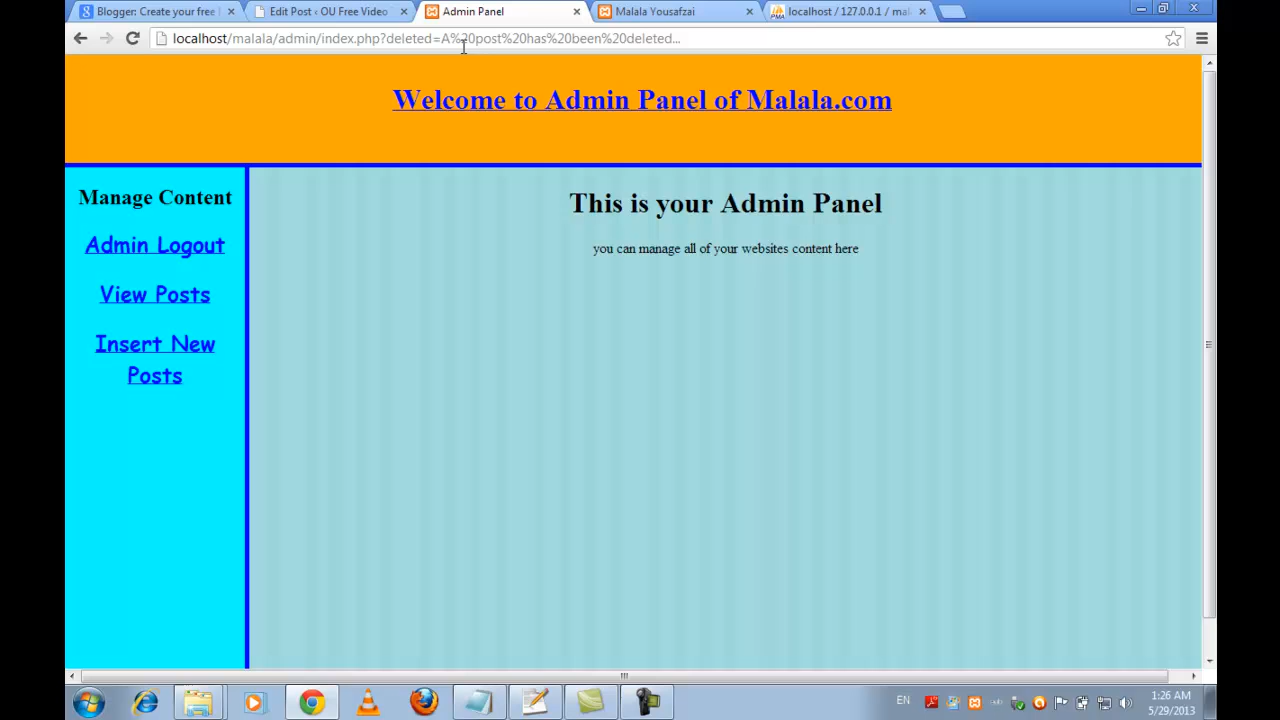 Blogger: Create your free
Edit Post ‹ OU Free Video
Admin Panel
Malala Yousafzai
localhost / 127.0.0.1 / mal
localhost/malala/admin/index.php?deleted=A%20post%20has%20been%20deleted...
Welcome to Admin Panel of Malala.com
Manage Content
Admin Logout
View Posts
Insert New
Posts
This is your Admin Panel
you can manage all of your websites content here
EN
1:26 AM
5/29/2013